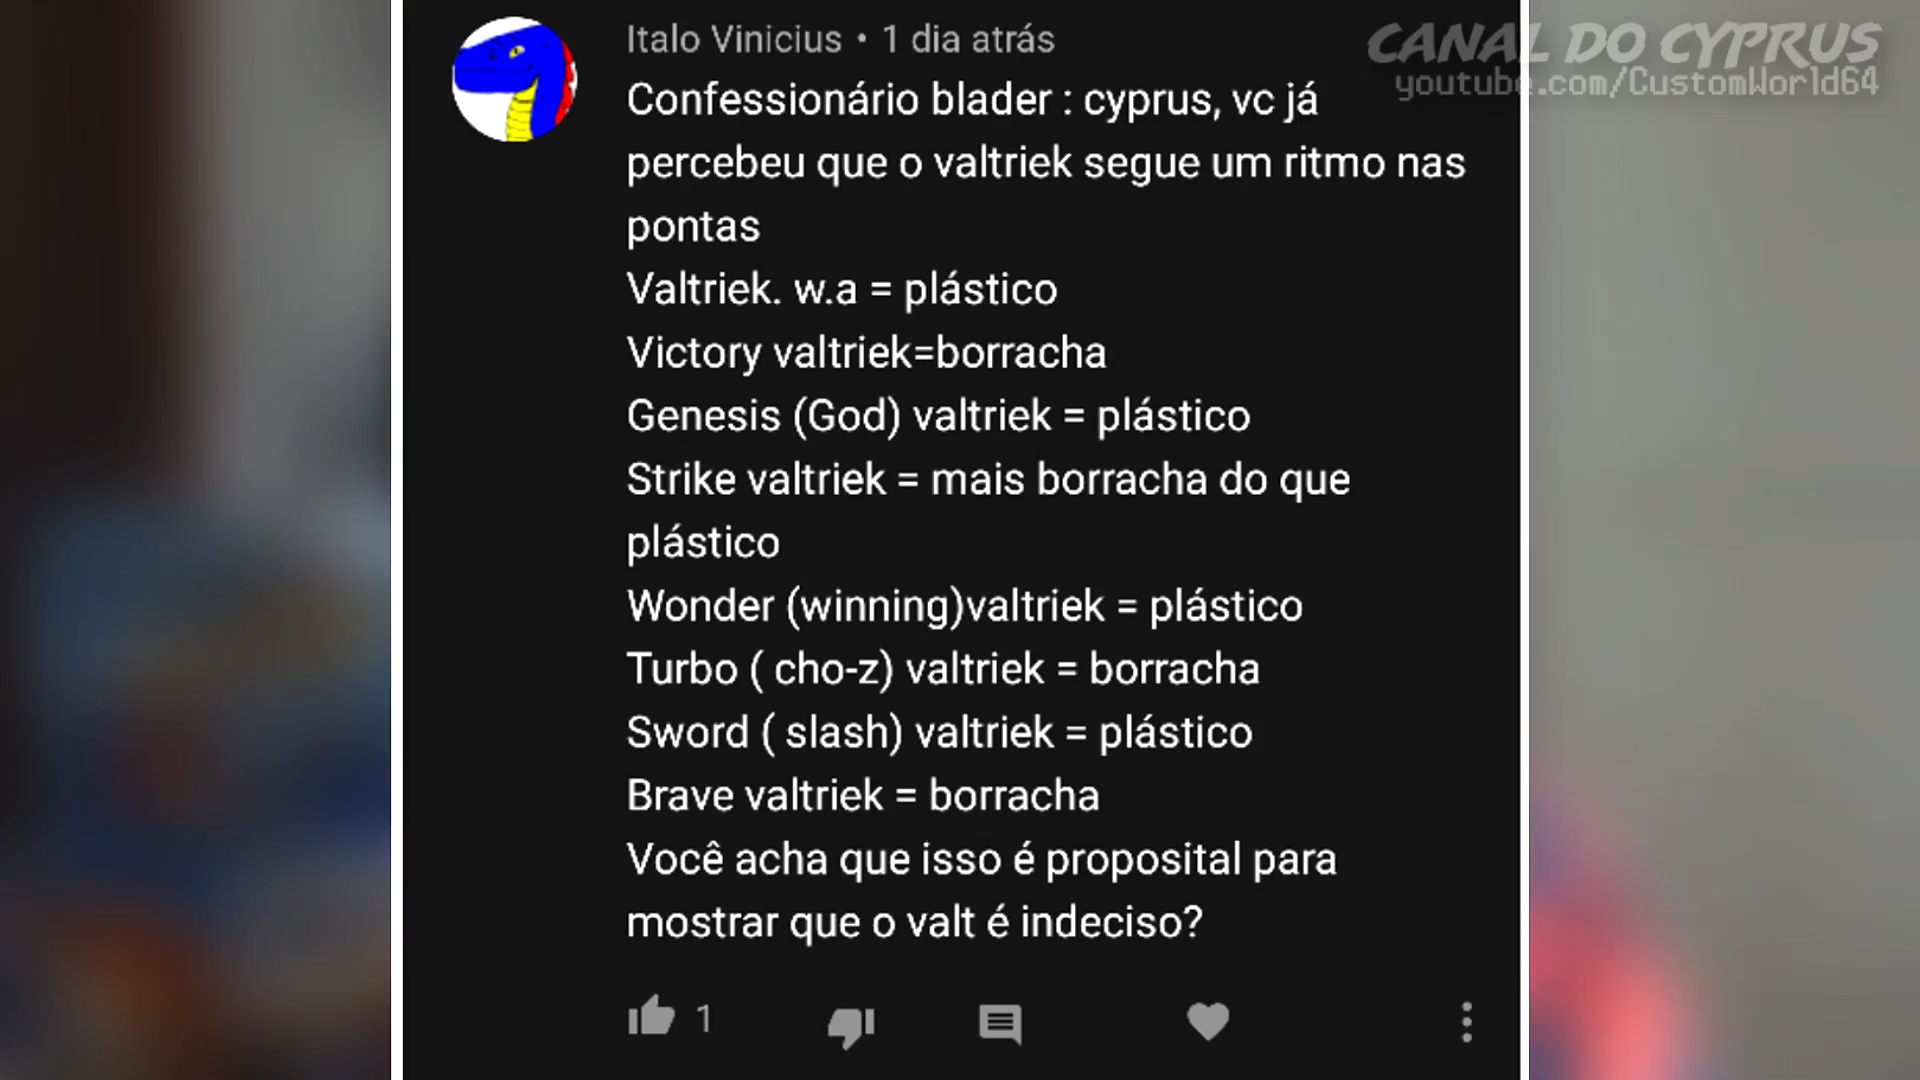 Italo Vinicius • 1 dia atrás
CANAL DO CYPRUS
youtube.com/CustomWorld64
Confessionário blader : cyprus, vc já
percebeu que o valtriek segue um ritmo nas
pontas
Valtriek. w.a = plástico
Victory valtriek=borracha
Genesis (God) valtriek = plástico
Strike valtriek = mais borracha do que
plástico
Wonder (winning)valtriek = plástico
Turbo ( cho-z) valtriek = borracha
Sword ( slash) valtriek = plástico
Brave valtriek = borracha
Você acha que isso é proposital para
mostrar que o valt é indeciso?
1